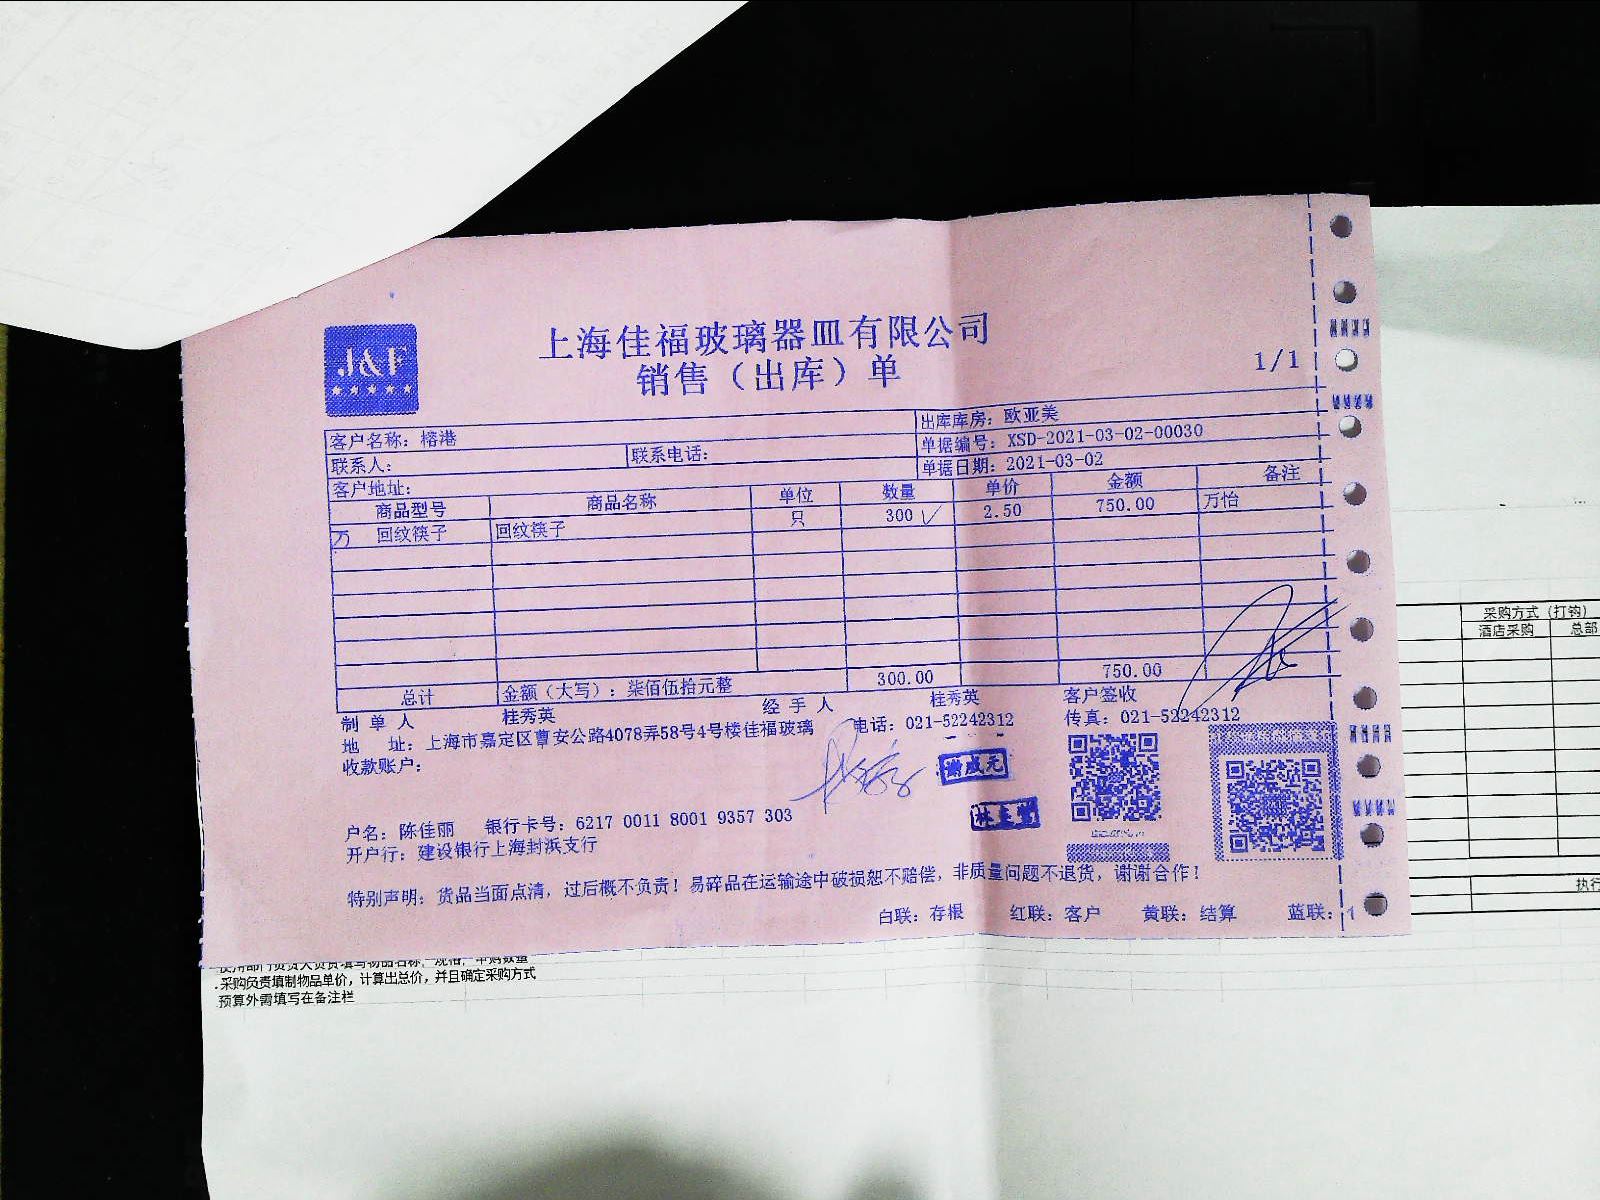 上海佳福玻璃器皿有限公司
销售（出库）单
1/1
客户名称：榕港
出库库房：欧亚美
联系人：
联系电话：
单据编号：XSD-2021-03-02-00030
客户地址：
单据日期：2021-03-02
商品型号 商品名称 单位 数量 单价 金额 备注
万 回纹筷子 回纹筷子 只 300 ✓ 2.50 750.00 万怡
总计 金额（大写）：柒佰伍拾元整 300.00 750.00
制单人 桂秀英 经手人 桂秀英 客户签收
地 址：上海市嘉定区曹安公路4078弄58号4号楼佳福玻璃 电话：021-52242312 传真：021-52242312
收款账户：
户名：陈佳丽 银行卡号：6217 0011 8001 9357 303
开户行：建设银行上海封浜支行
特别声明：货品当面点清，过后概不负责！易碎品在运输途中破损恕不赔偿，非质量问题不退货，谢谢合作！
白联：存根 红联：客户 黄联：结算 蓝联：
采购方式（打钩）
酒店采购 总部
执行
.采购负责填制物品单价，计算出总价，并且确定采购方式
预算外需填写在备注栏